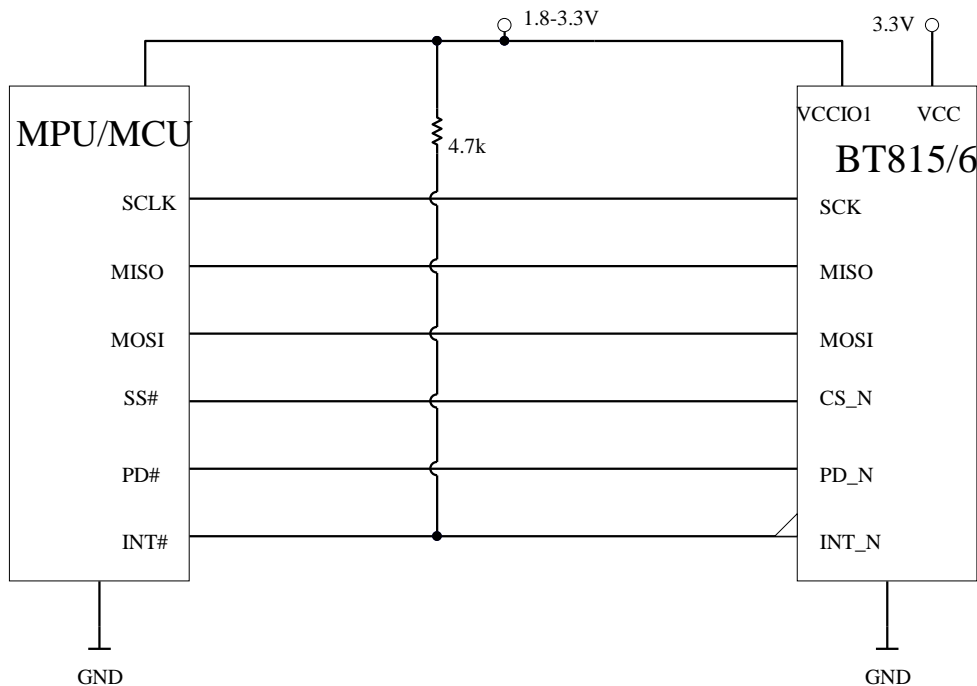 1.8-3.3V
3.3V
VCCIO1
VCC
MPU/MCU
4.7k
BT815/6
SCLK
SCK
MISO
MISO
MOSI
MOSI
SS#
CS_N
PD#
PD_N
INT#
INT_N
GND
GND